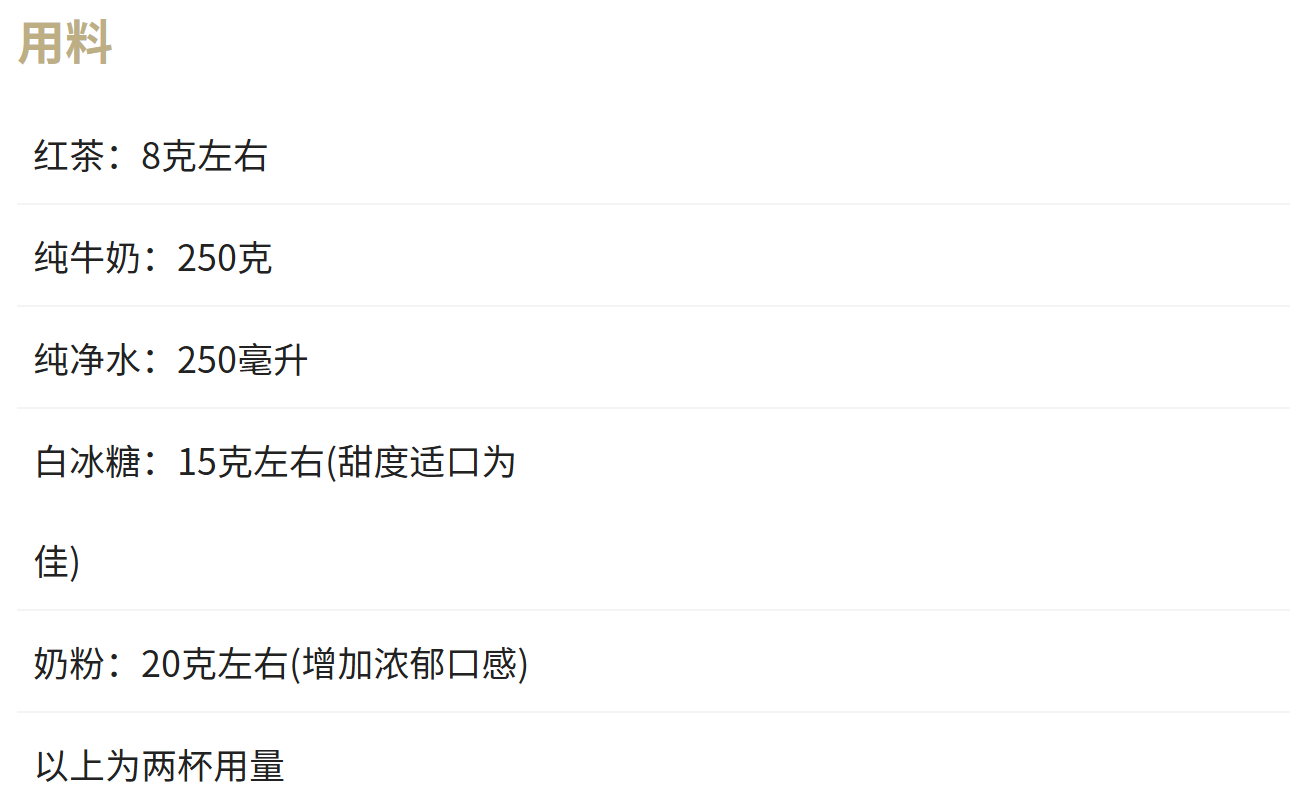 用料
红茶：8克左右
纯牛奶：250克
纯净水：250毫升
白冰糖：15克左右(甜度适口为
佳)
奶粉：20克左右(增加浓郁口感)
以上为两杯用量